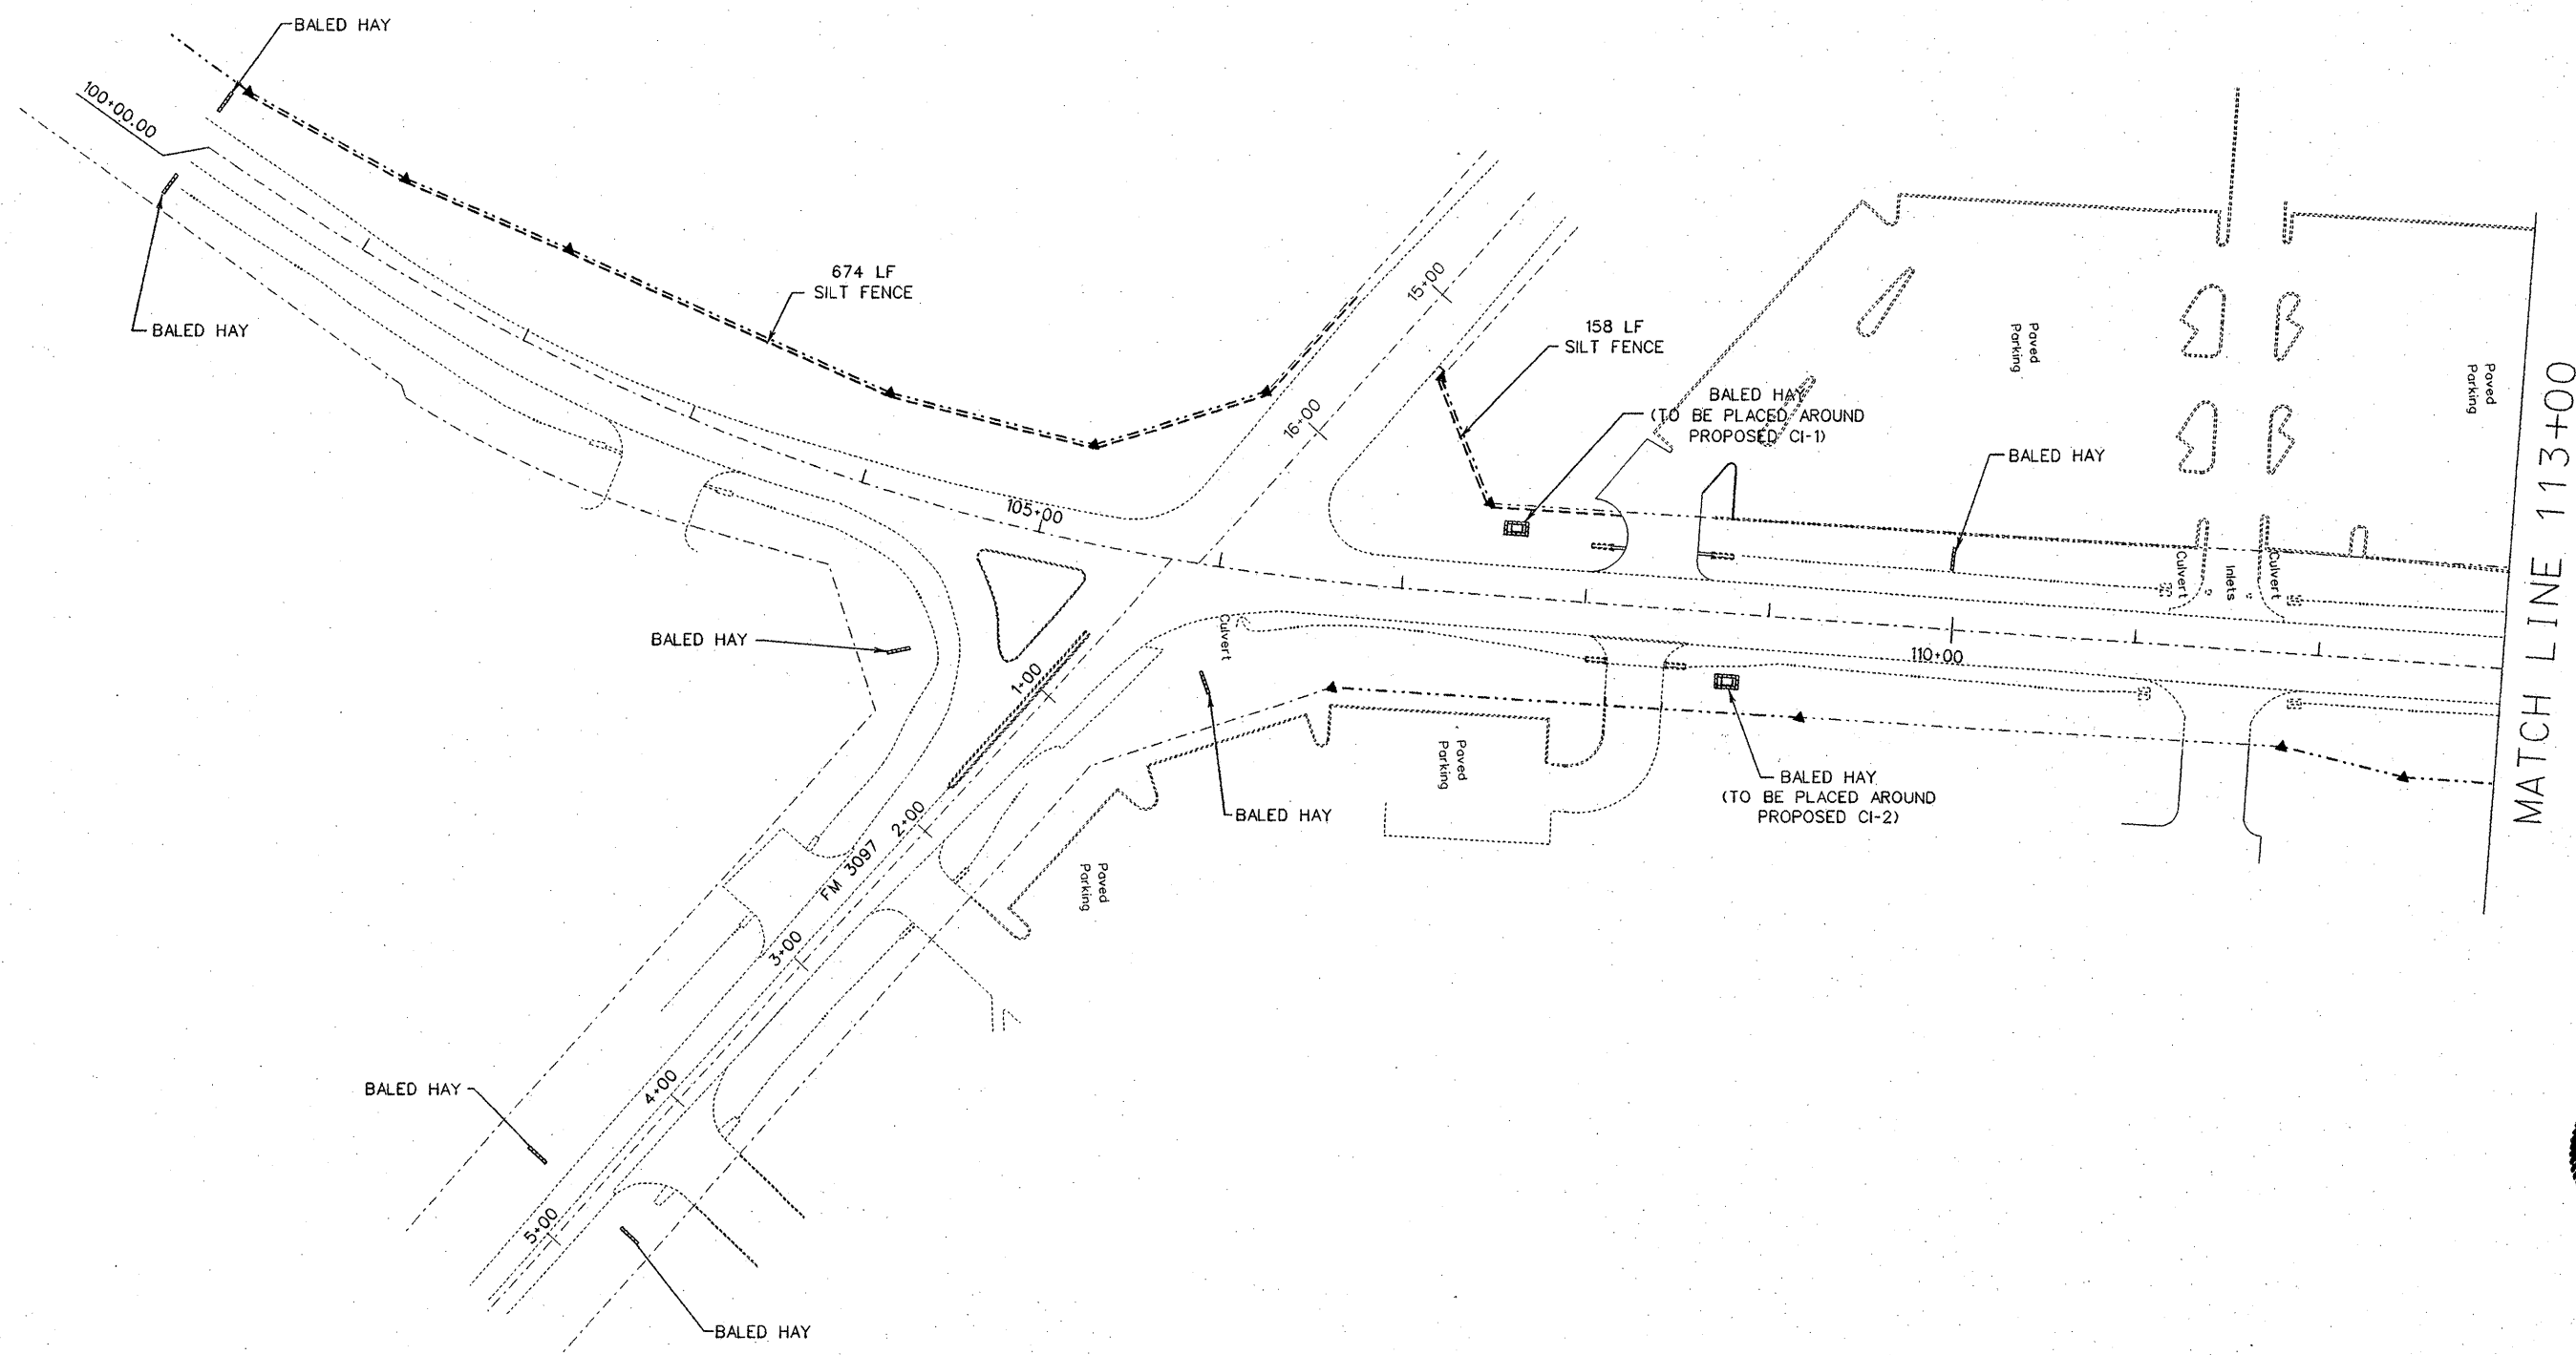 BALED HAY
100+00.00
BALED HAY
674 LF
SILT FENCE
15+00
16+00
158 LF
SILT FENCE
BALED HAY
(TO BE PLACED AROUND
PROPOSED CI-1)
Paved
Parking
Paved
Parking
BALED HAY
MATCH LINE 113+00
105+00
Culvert
Inlets
Culvert
BALED HAY
Culvert
1+00
110+00
Paved
Parking
BALED HAY
(TO BE PLACED AROUND
PROPOSED CI-2)
BALED HAY
2+00
FM 3097
Paved
Parking
3+00
BALED HAY
4+00
5+00
BALED HAY